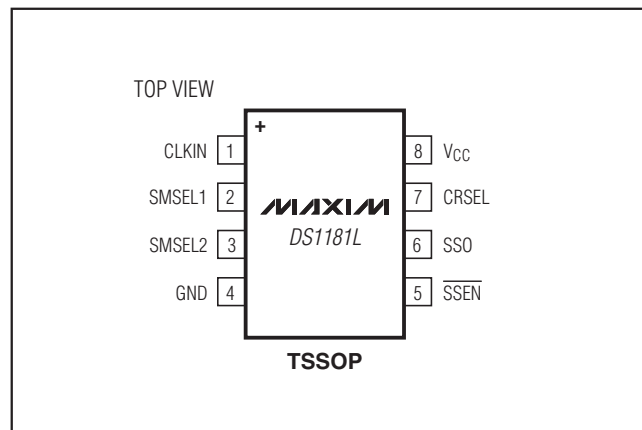 TOP VIEW
+
CLKIN 1
SMSEL1 2
SMSEL2 3
GND 4
MAXIM
DS1181L
8 VCC
7 CRSEL
6 SSO
5 SSEN
TSSOP